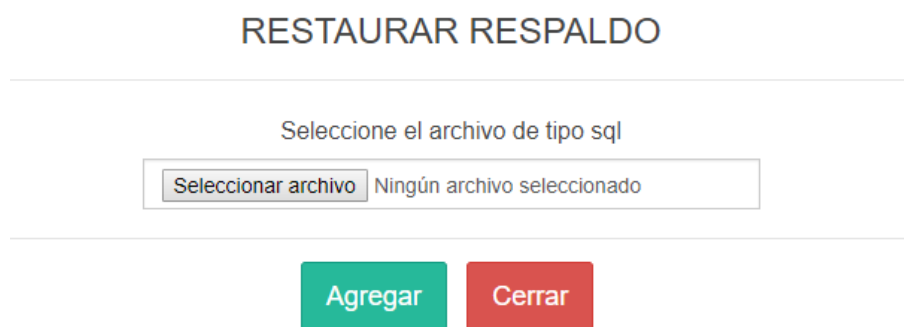 RESTAURAR RESPALDO
Seleccione el archivo de tipo sql
Seleccionar archivo Ningún archivo seleccionado
Agregar Cerrar